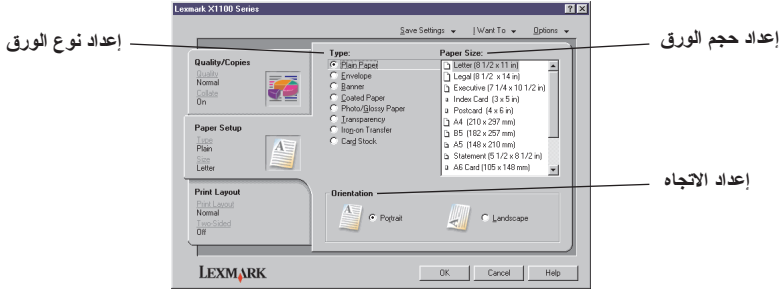 Lexmark X1100 Series
Save Settings
I Want To
Options
إعداد نوع الورق
إعداد حجم الورق
Quality/Copies
Quality
Normal
Collate
On
Paper Setup
Type
Plain
Size
Letter
Print Layout
Print Layout
Normal
Two-Sided
Off
Type:
Plain Paper
Envelope
Banner
Coated Paper
Photo/Glossy Paper
Transparency
Iron-on Transfer
Card Stock
Paper Size:
Letter (8 1/2 x 11 in)
Legal (8 1/2 x 14 in)
Executive (7 1/4 x 10 1/2 in)
Index Card (3 x 5 in)
Postcard (4 x 6 in)
A4 (210 x 297 mm)
B5 (182 x 257 mm)
A5 (148 x 210 mm)
Statement (5 1/2 x 8 1/2 in)
A6 Card (105 x 148 mm)
إعداد الاتجاه
Orientation
Portrait
Landscape
LEXMARK
OK
Cancel
Help